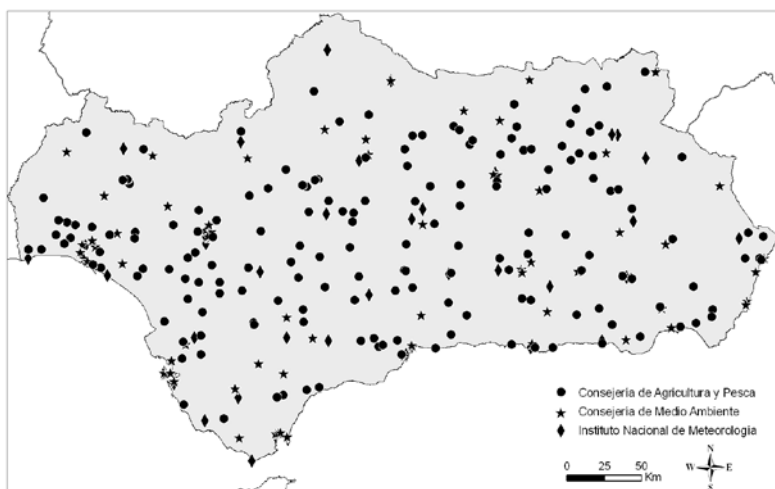 Consejería de Agricultura y Pesca
Consejería de Medio Ambiente
Instituto Nacional de Meteorología
N
W E
S
0 25 50 Km